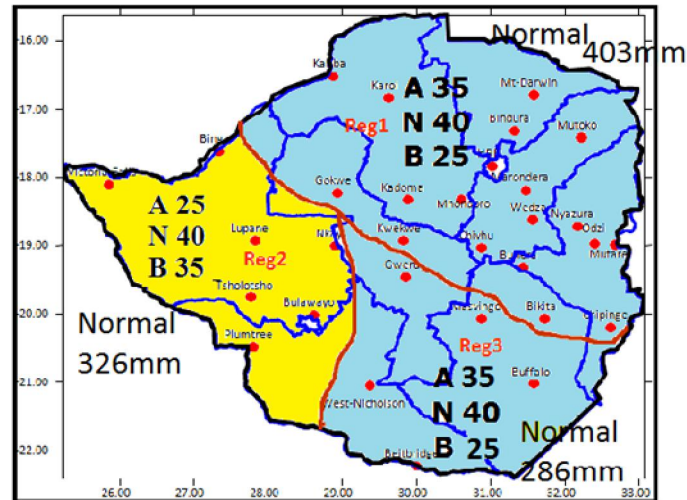 -16.00
-17.00
-18.00
-19.00
-20.00
-21.00
-22.00
26.00
27.00
28.00
29.00
30.00
31.00
32.00
33.00
Normal
403mm
Kariba
Karoi
Mt-Darwin
A 35
N 40
B 25
Reg1
Bindura
Mutoko
Marondera
Gokwe
Kadoma
Mhondoro
Wedza
Nyazura
Odzi
Mutare
A 25
N 40
B 35
Lupane
Reg2
Nkayi
Kwekwe
Chivhu
Gweru
Tsholotsho
Bulawayo
Masvingo
Bikita
Chipinge
Normal
326mm
Plumtree
Reg3
A 35
N 40
B 25
Buffalo
West-Nicholson
Beitbridge
Normal
286mm